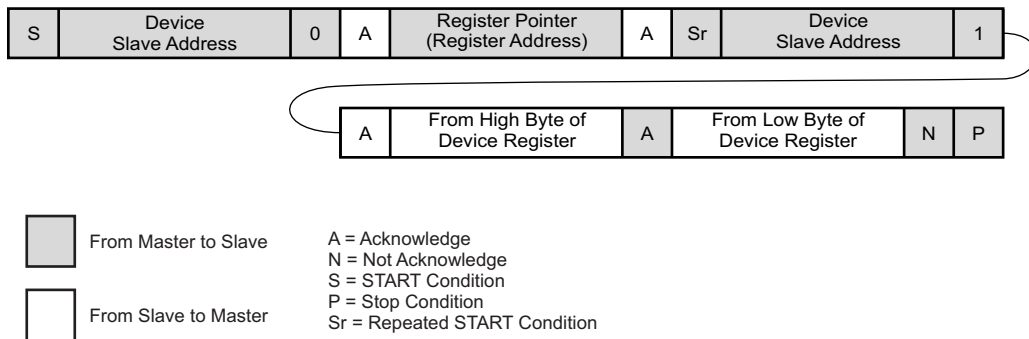 S Device Slave Address 0 A Register Pointer (Register Address) A Sr Device Slave Address 1
A From High Byte of Device Register A From Low Byte of Device Register N P
From Master to Slave
From Slave to Master
A = Acknowledge
N = Not Acknowledge
S = START Condition
P = Stop Condition
Sr = Repeated START Condition